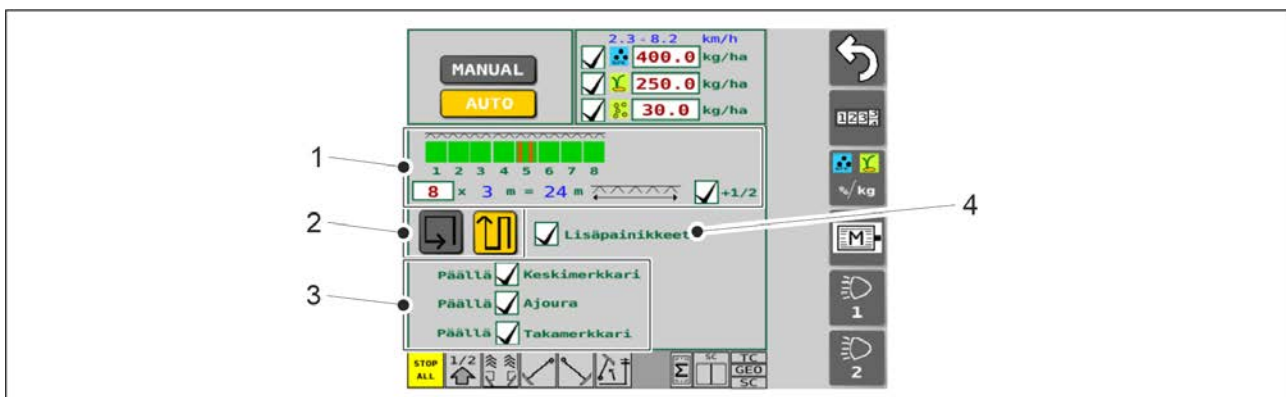 2.3 - 8.2 km/h
400.0 kg/ha
MANUAL
250.0 kg/ha
AUTO
30.0 kg/ha
1 2 3 4 5 6 7 8
8 x 3 m = 24 m +1/2
Lisäpainikkeet
Päällä Keskimerkkari
Päällä Ajoura
Päällä Takamerkkari
STOP ALL
1/2
Σ
SC
TC
GEO
SC
%/kg
M
1
2
1
2
3
4